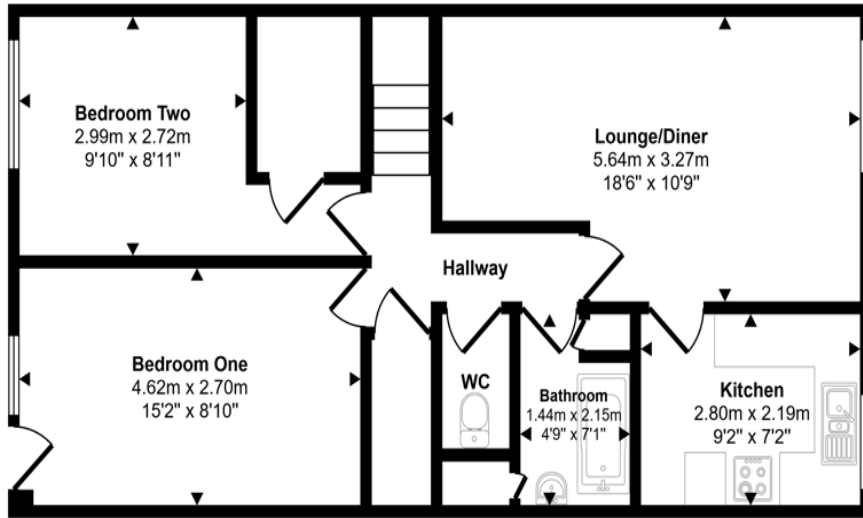 Bedroom Two
2.99m x 2.72m
9'10" x 8'11"
Lounge/Diner
5.64m x 3.27m
18'6" x 10'9"
Hallway
Bedroom One
4.62m x 2.70m
15'2" x 8'10"
WC
Bathroom
1.44m x 2.15m
4'9" x 7'1"
Kitchen
2.80m x 2.19m
9'2" x 7'2"